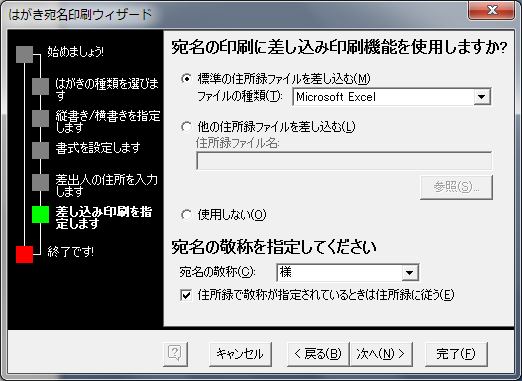 はがき宛名印刷ウィザード
始めましょう!
はがきの種類を選びま
す
縦書き/横書きを指定
します
書式を設定します
差出人の住所を入力
します
差し込み印刷を指
定します
終了です!
宛名の印刷に差し込み印刷機能を使用しますか?
標準の住所録ファイルを差し込む(M)
ファイルの種類(T):
Microsoft Excel
他の住所録ファイルを差し込む(L)
住所録ファイル名:
参照(S)...
使用しない(O)
宛名の敬称を指定してください
宛名の敬称(C):
様
住所録で敬称が指定されているときは住所録に従う(E)
?
キャンセル
< 戻る(B)
次へ(N) >
完了(F)